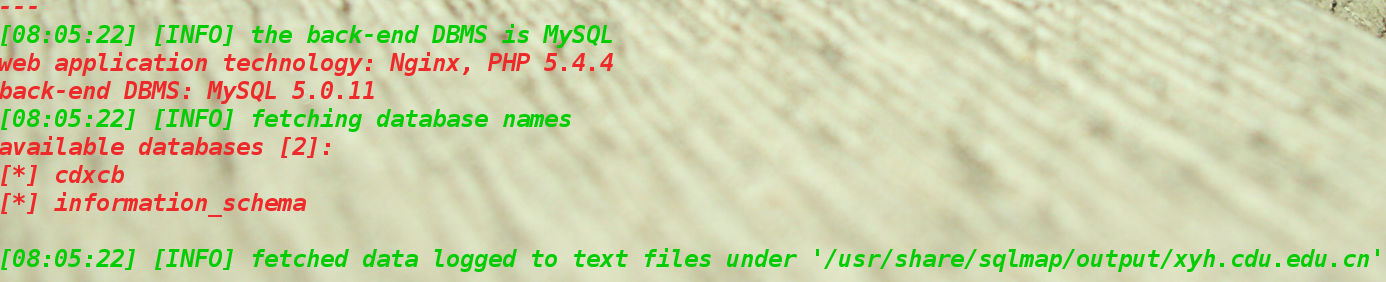 ---
[08:05:22] [INFO] the back-end DBMS is MySQL
web application technology: Nginx, PHP 5.4.4
back-end DBMS: MySQL 5.0.11
[08:05:22] [INFO] fetching database names
available databases [2]:
[*] cdxcb
[*] information_schema
[08:05:22] [INFO] fetched data logged to text files under '/usr/share/sqlmap/output/xyh.cdu.edu.cn'